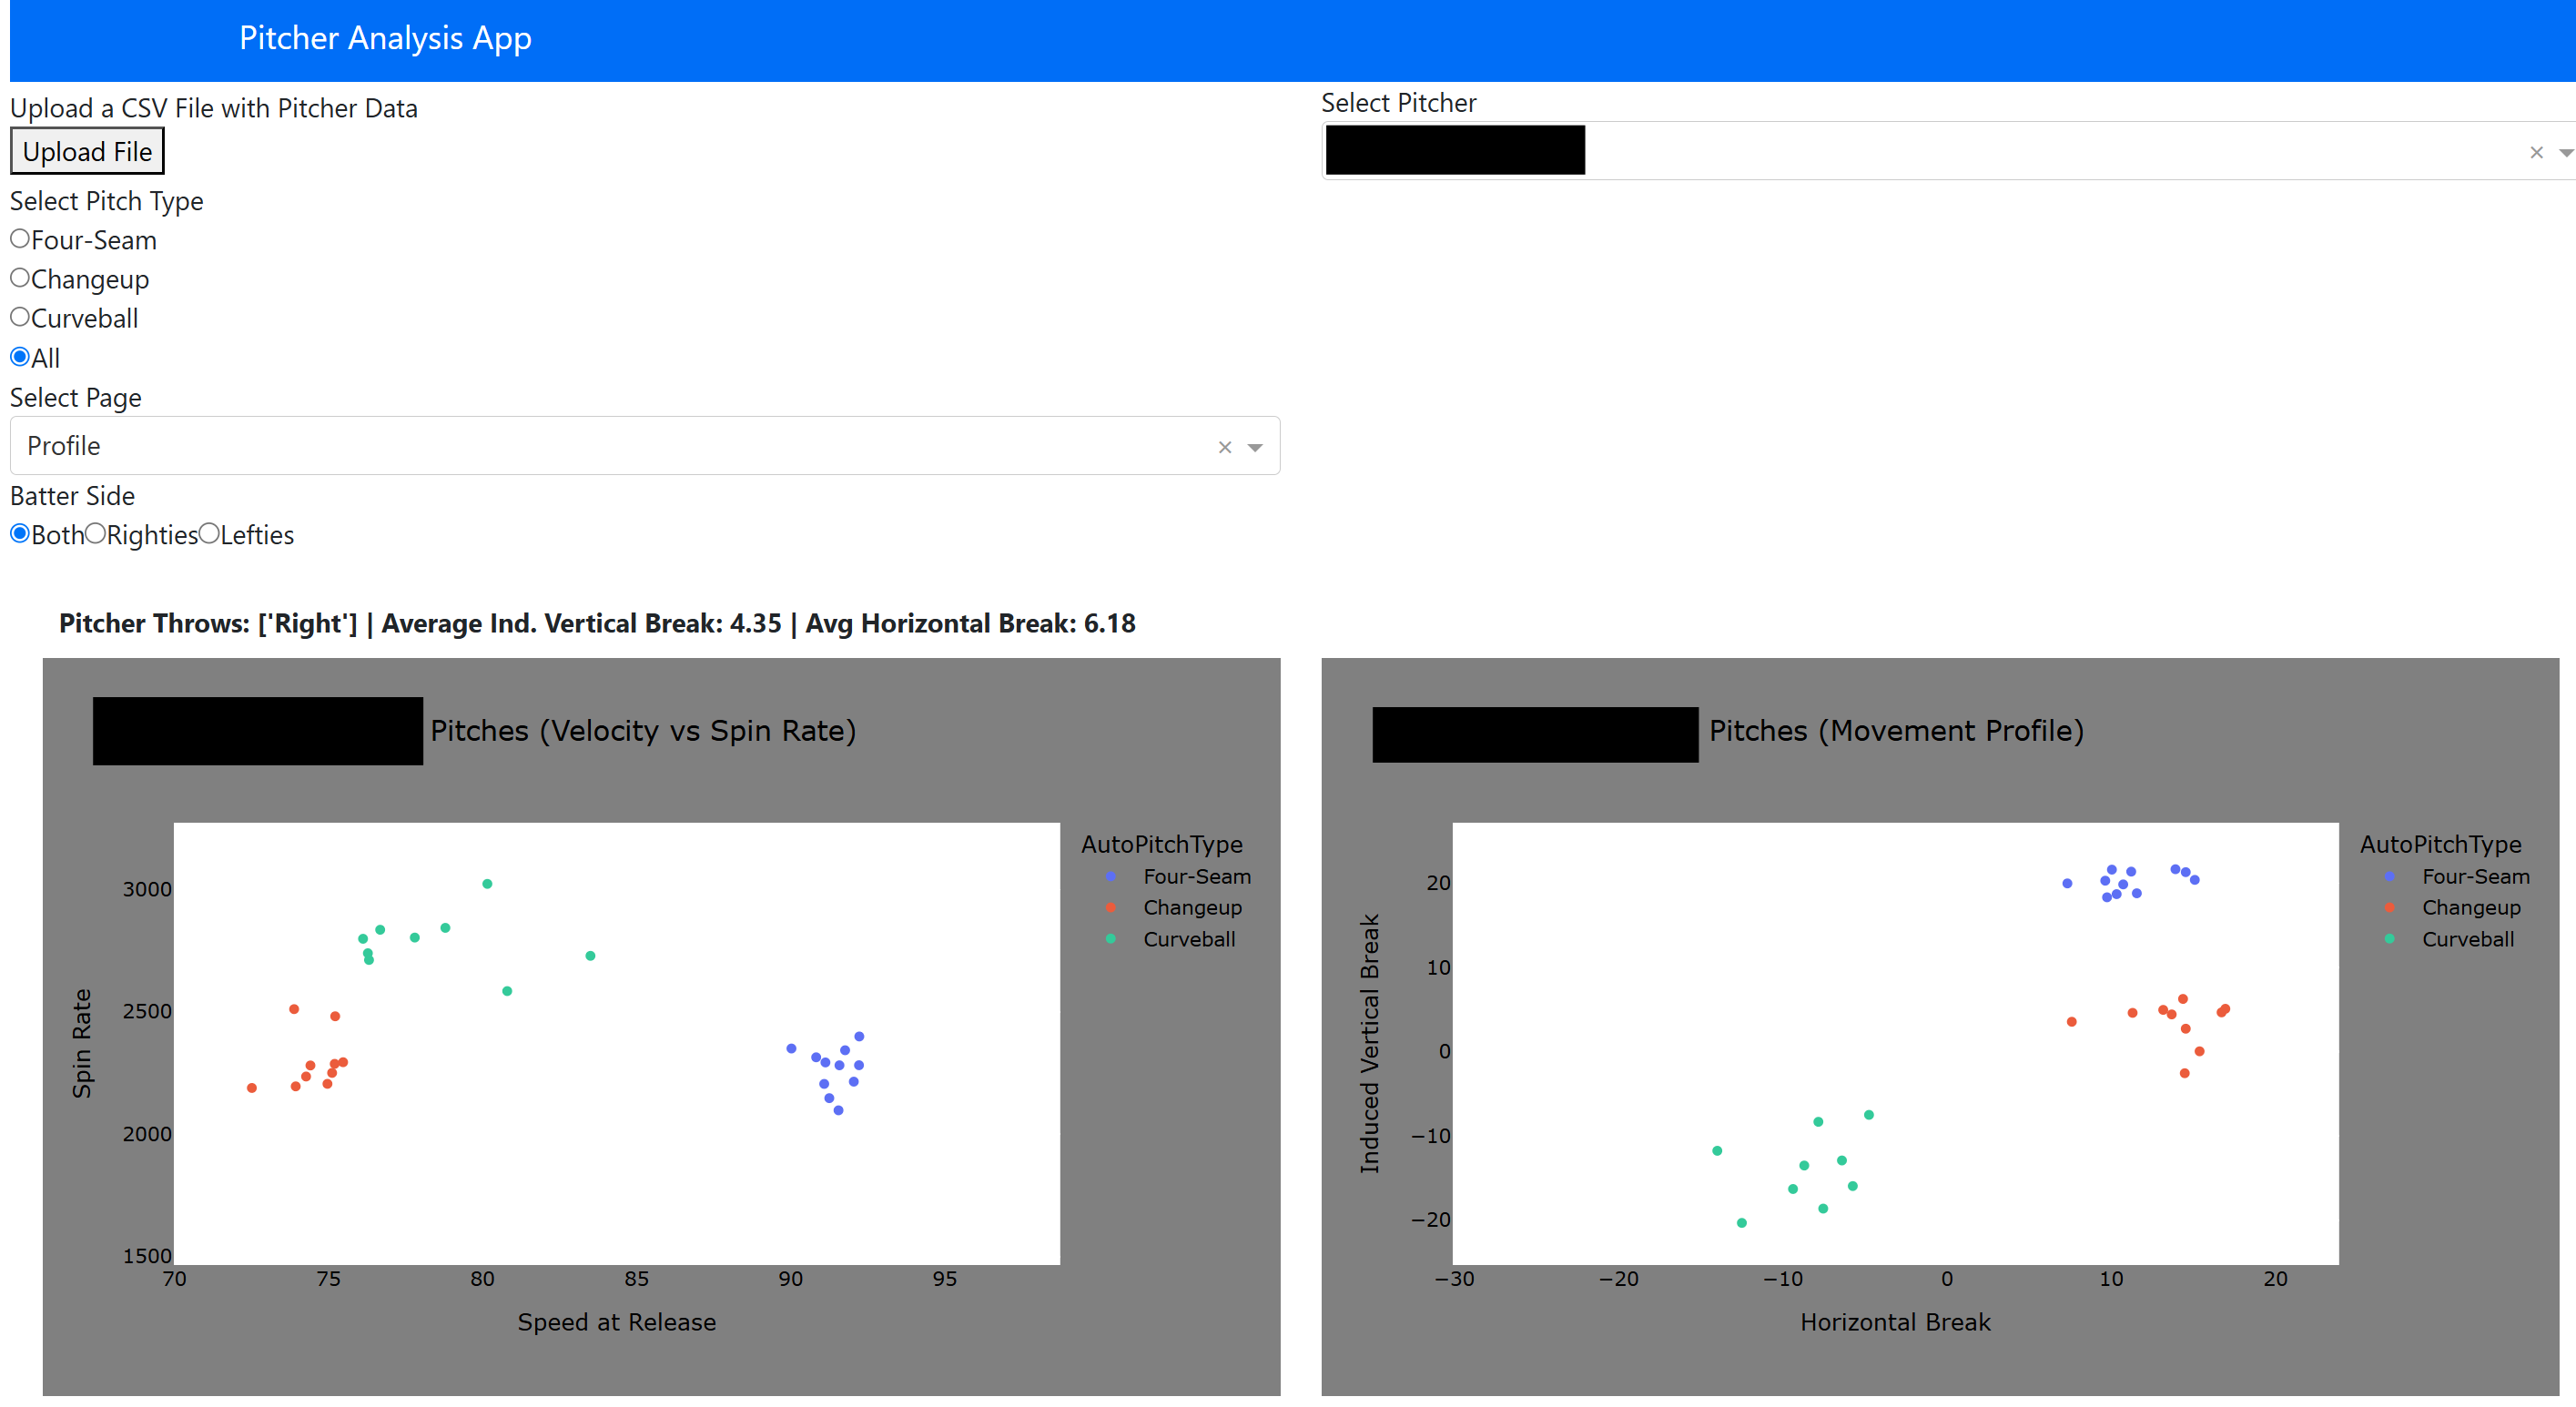 Pitcher Analysis App
Upload a CSV File with Pitcher Data
Upload File
Select Pitch Type
Four-Seam
Changeup
Curveball
All
Select Page
Profile
Batter Side
Both Righties Lefties
Select Pitcher
Pitcher Throws: ['Right'] | Average Ind. Vertical Break: 4.35 | Avg Horizontal Break: 6.18
Pitches (Velocity vs Spin Rate)
AutoPitchType
Four-Seam
Changeup
Curveball
Spin Rate
3000
2500
2000
1500
70 75 80 85 90 95
Speed at Release
Pitches (Movement Profile)
AutoPitchType
Four-Seam
Changeup
Curveball
Induced Vertical Break
20
10
0
−10
−20
−30 −20 −10 0 10 20
Horizontal Break